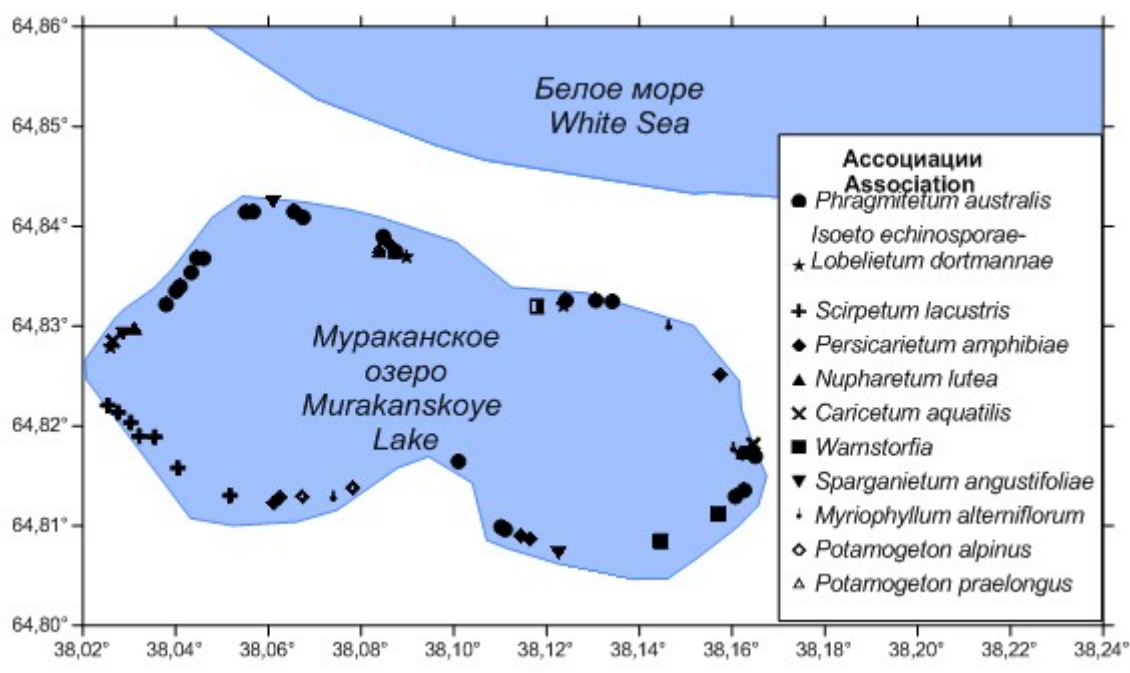 64,86°
64,85°
64,84°
64,83°
64,82°
64,81°
64,80°
38,02° 38,04° 38,06° 38,08° 38,10° 38,12° 38,14° 38,16° 38,18° 38,20° 38,22° 38,24°
Белое море
White Sea
Мураканское
озеро
Murakanskoye
Lake
Ассоциации
Association
Phragmitetum australis
Isoeto echinosporae-
Lobelietum dortmannae
Scirpetum lacustris
Persicarietum amphibiae
Nupharetum lutea
Caricetum aquatilis
Warnstorfia
Sparganietum angustifoliae
Myriophyllum alterniflorum
Potamogeton alpinus
Potamogeton praelongus